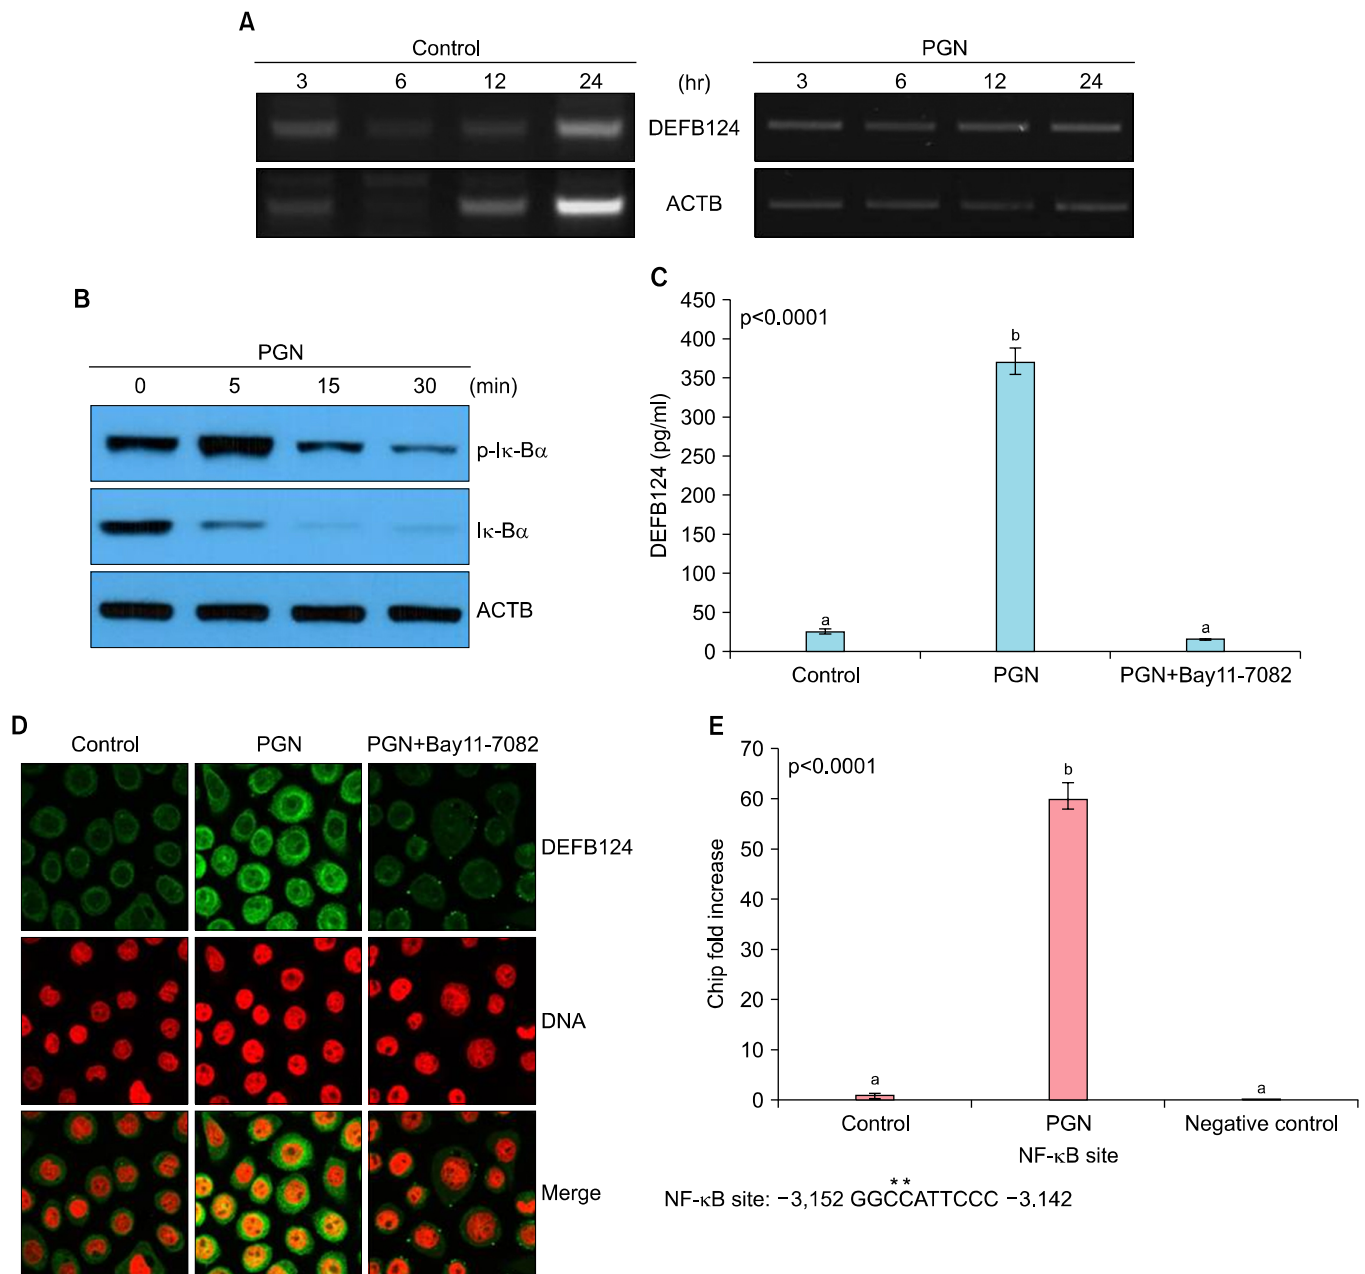 A
Control PGN
3 6 12 24 (hr) 3 6 12 24
DEFB124
ACTB
B
PGN
0 5 15 30 (min)
p-Iκ-Bα
Iκ-Bα
ACTB
C
p<0.0001
DEFB124 (pg/ml)
450
400
350
300
250
200
150
100
50
0
a
b
a
Control PGN PGN+Bay11-7082
D
Control PGN PGN+Bay11-7082
DEFB124
DNA
Merge
E
p<0.0001
Chip fold increase
70
60
50
40
30
20
10
0
a
b
a
Control PGN Negative control
NF-κB site
**
NF-κB site: −3,152 GGCCATTCCC −3.142